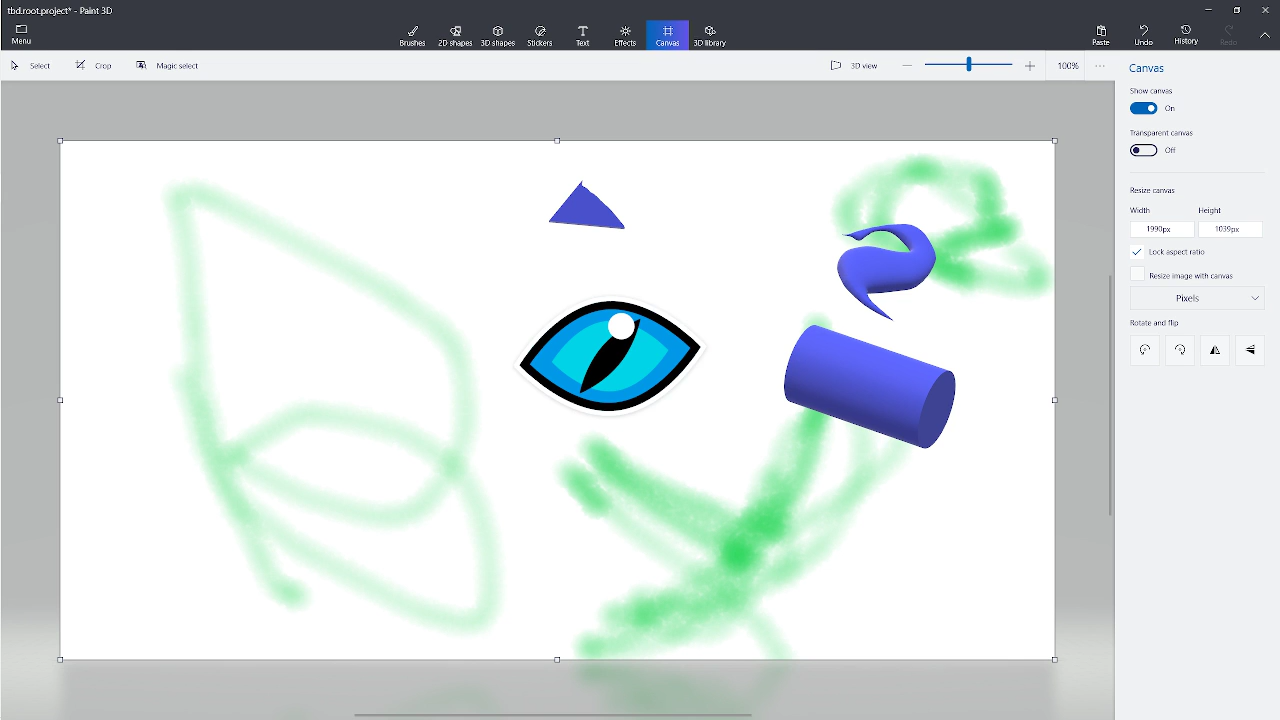 tbd.root.project* - Paint 3D
Menu
Brushes 2D shapes 3D shapes Stickers Text Effects Canvas 3D library
Paste Undo History Redo
Select Crop Magic select 3D view 100%
Canvas
Show canvas
On
Transparent canvas
Off
Resize canvas
Width Height
1990px 1039px
Lock aspect ratio
Resize image with canvas
Pixels
Rotate and flip